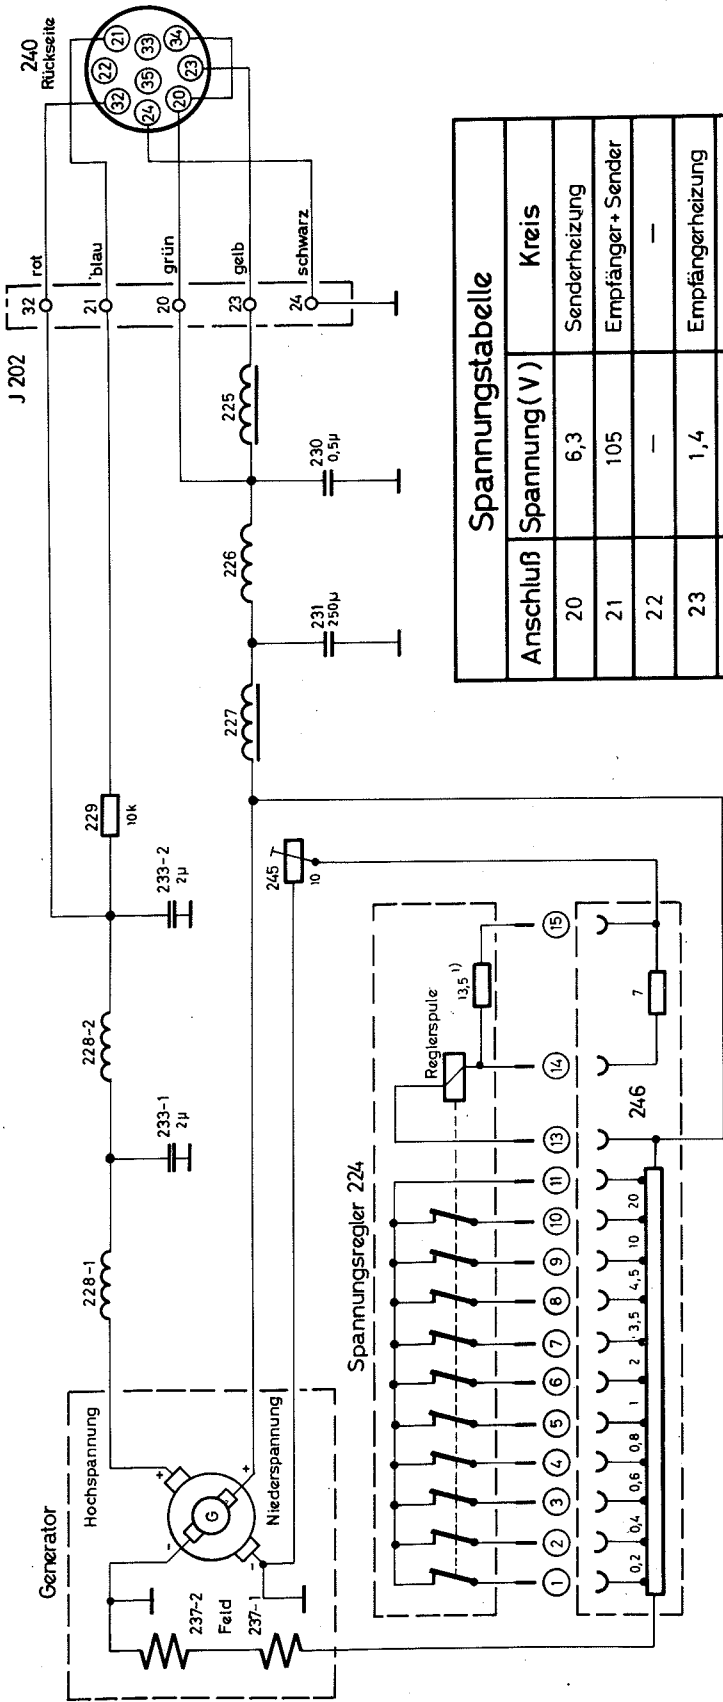 Generator
Hochspannung
Niederspannung
+
-
+
-
G
237-2
Feld
237-1
228-1
233-1
2µ
228-2
233-2
2µ
229
10k
J 202
32
rot
21
blau
20
grün
23
gelb
24
schwarz
240
Rückseite
21
22
32
33
35
24
34
23
20
227
231
250µ
226
230
0,5µ
225
245
10
Spannungsregler 224
Reglerspule
13,5 1)
1
2
3
4
5
6
7
8
9
10
11
13
14
15
0,2
0,4
0,6
0,8
1
2
3,5
4,5
10
20
246
7
Spannungstabelle
Anschluß Spannung(V) Kreis
20 6,3 Senderheizung
21 105 Empfänger+Sender
22 — —
23 1,4 Empfängerheizung